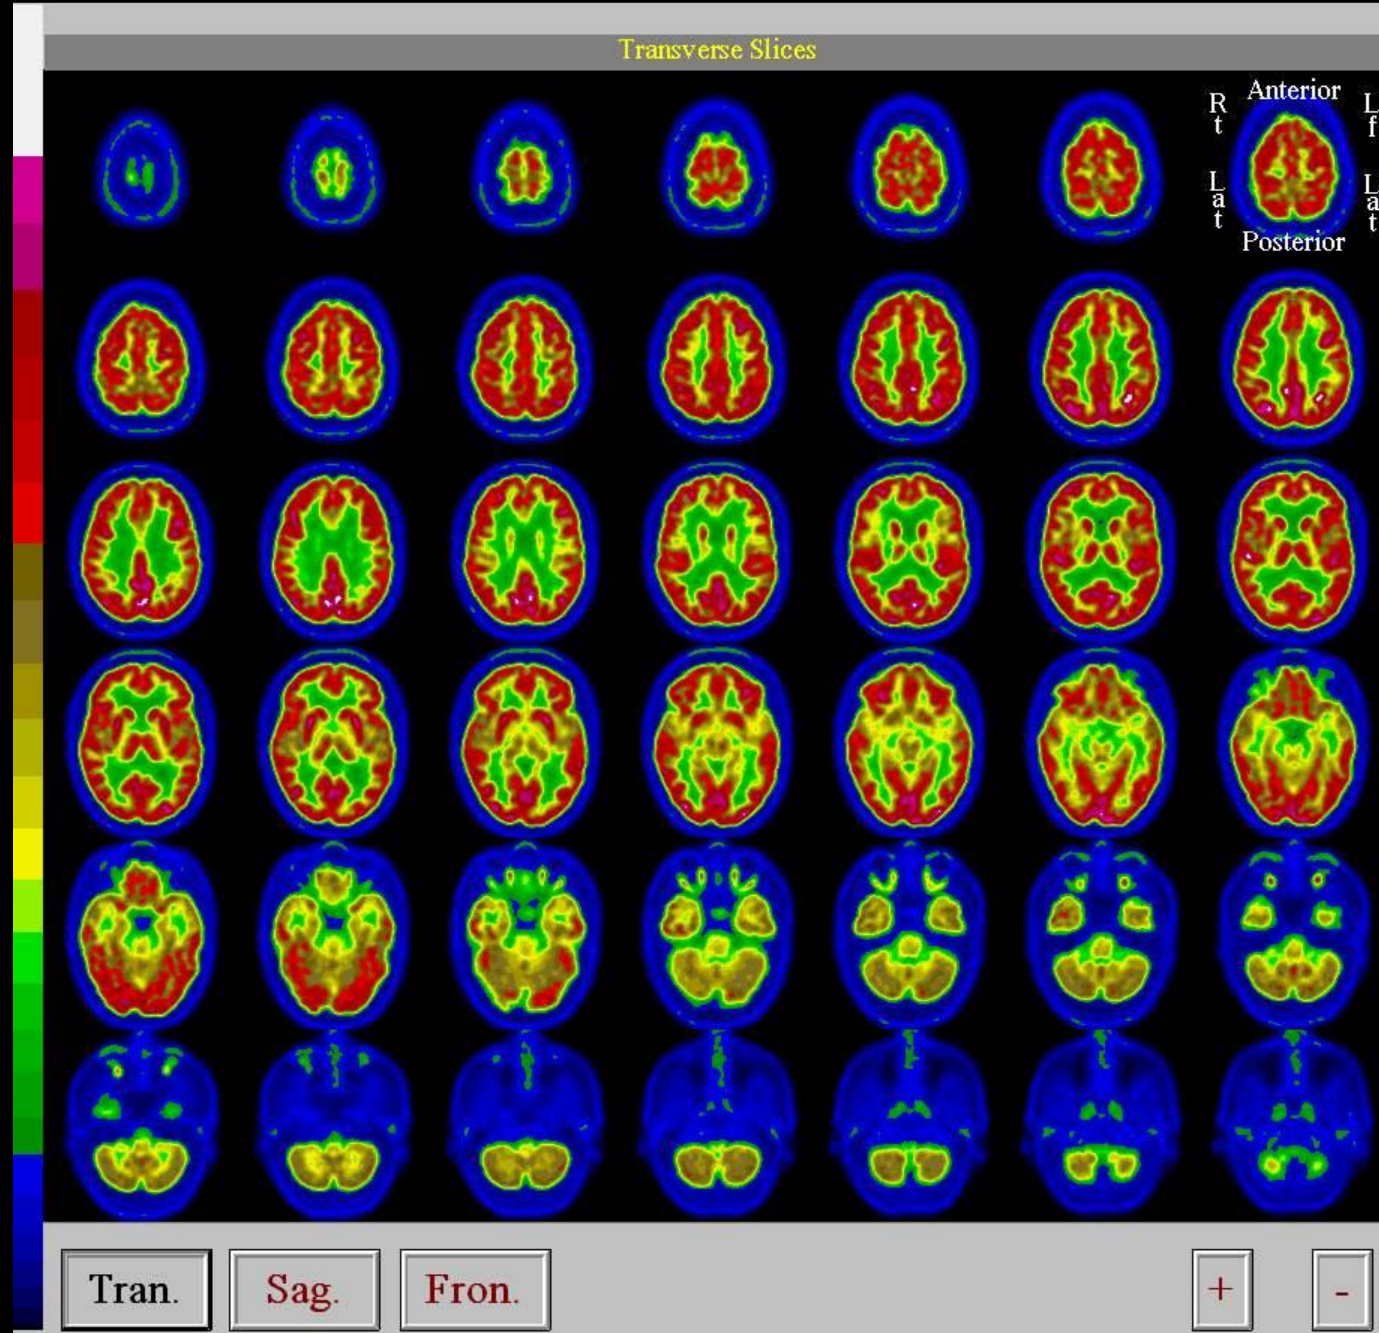 Transverse Slices
Anterior
Rt Lat
Lf Lat
Posterior
Tran.
Sag.
Fron.
+
-